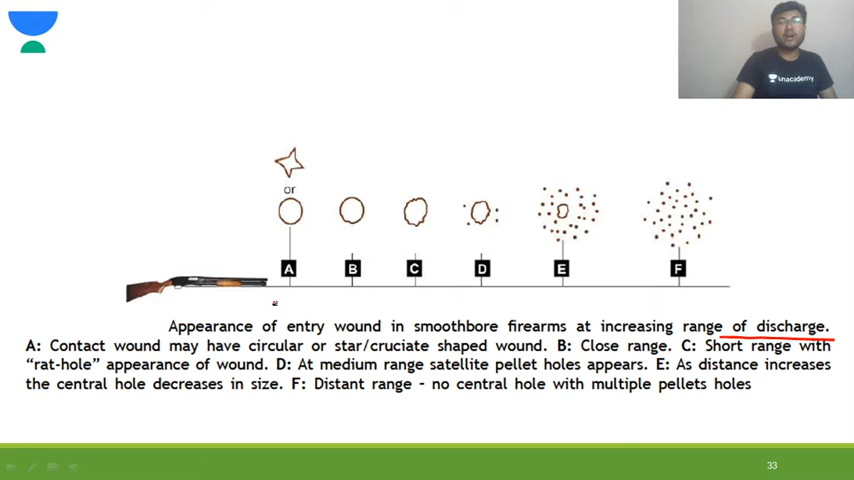 unacademy
or
A B C D E F
Appearance of entry wound in smoothbore firearms at increasing range of discharge.
A: Contact wound may have circular or star/cruciate shaped wound. B: Close range. C: Short range with
“rat-hole” appearance of wound. D: At medium range satellite pellet holes appears. E: As distance increases
the central hole decreases in size. F: Distant range - no central hole with multiple pellets holes
33